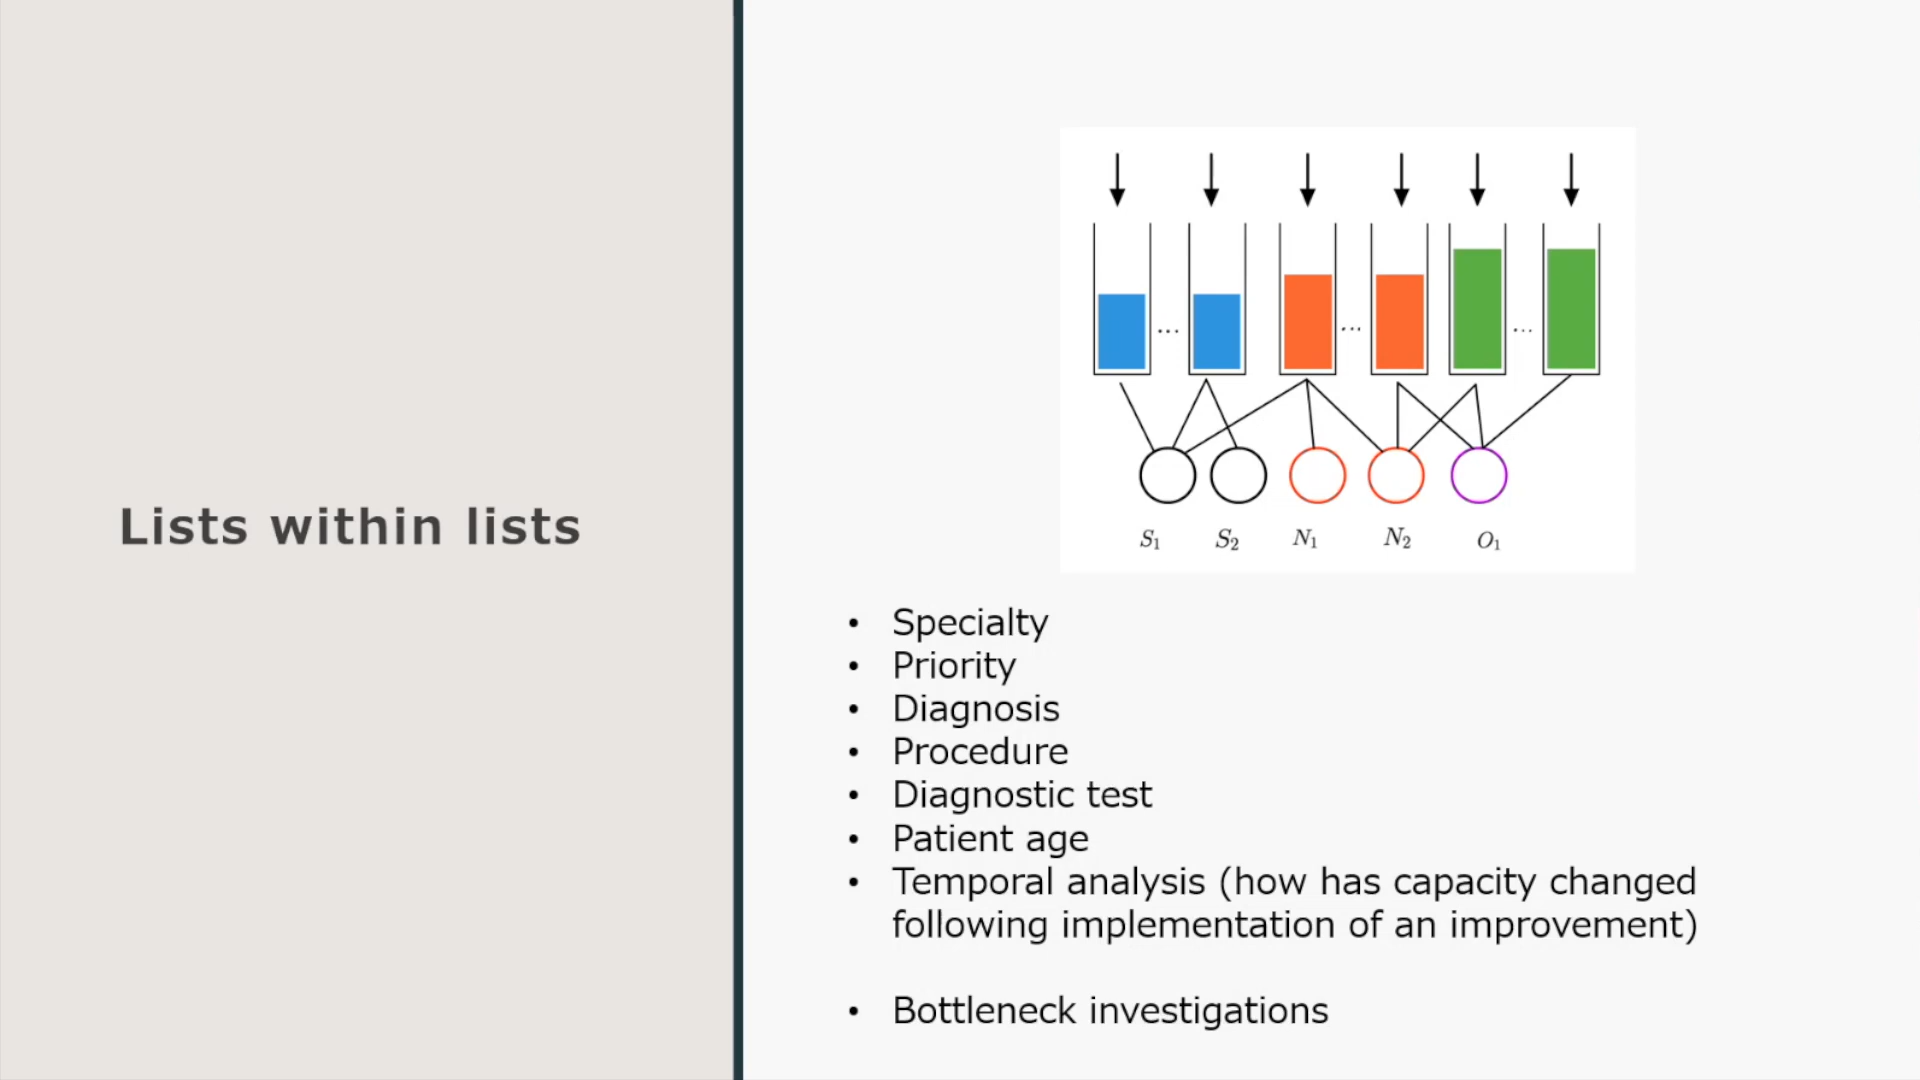 Lists within lists
... ... ...
S₁ S₂ N₁ N₂ O₁
• Specialty
• Priority
• Diagnosis
• Procedure
• Diagnostic test
• Patient age
• Temporal analysis (how has capacity changed
following implementation of an improvement)
• Bottleneck investigations